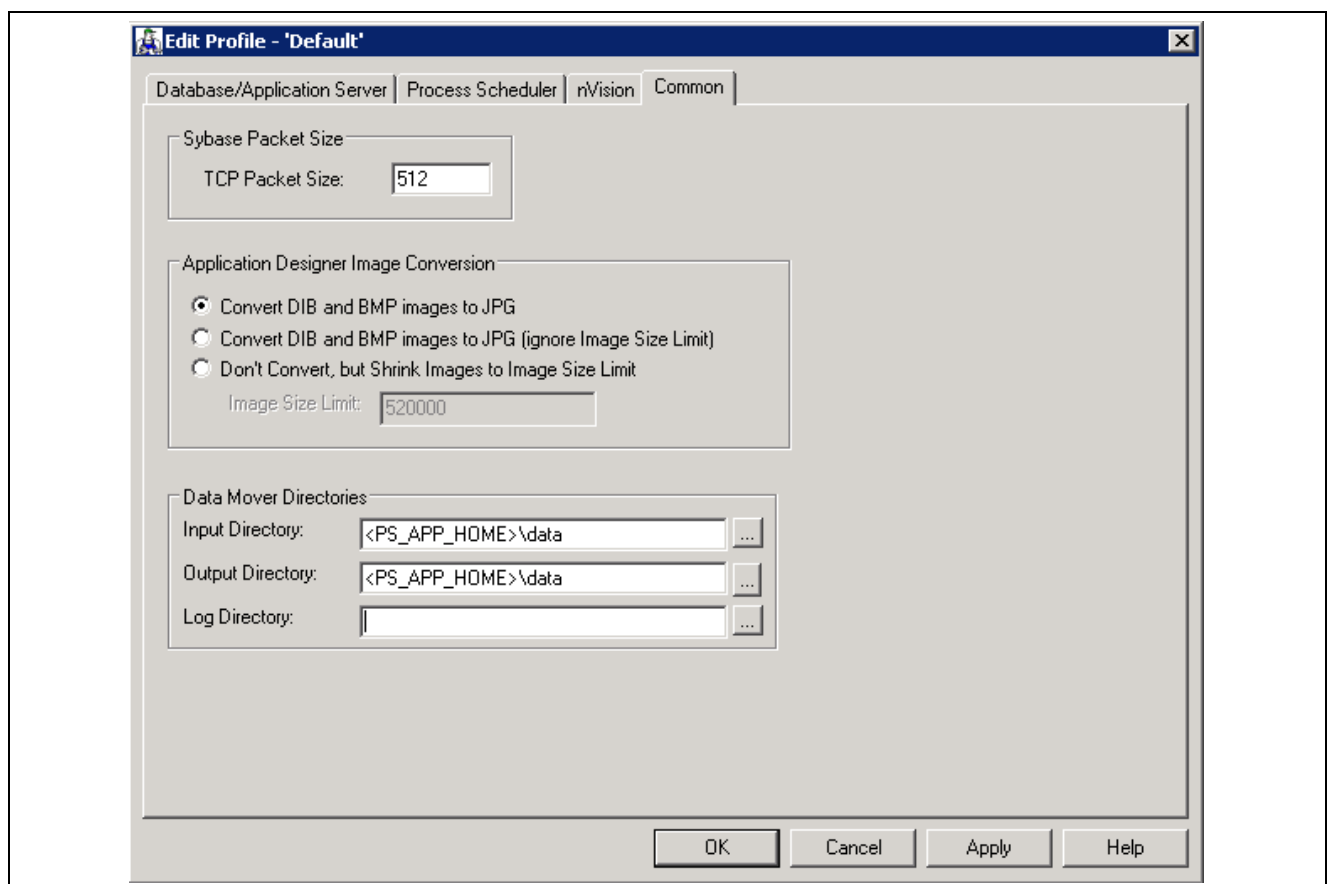 Edit Profile - 'Default'
Database/Application Server Process Scheduler nVision Common
Sybase Packet Size
TCP Packet Size: 512
Application Designer Image Conversion
Convert DIB and BMP images to JPG
Convert DIB and BMP images to JPG (ignore Image Size Limit)
Don't Convert, but Shrink Images to Image Size Limit
Image Size Limit: 520000
Data Mover Directories
Input Directory: <PS_APP_HOME>\data ...
Output Directory: <PS_APP_HOME>\data ...
Log Directory: ...
OK Cancel Apply Help